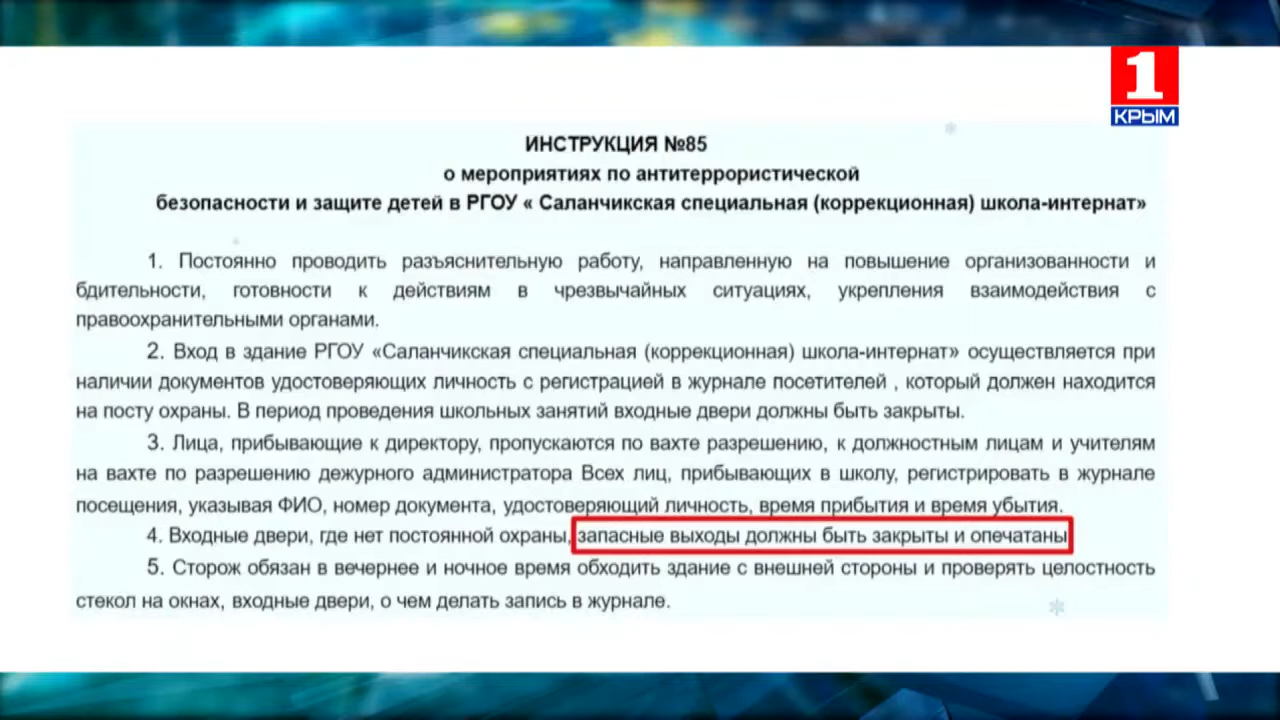 1
КРЫМ
ИНСТРУКЦИЯ №85
о мероприятиях по антитеррористической
безопасности и защите детей в РГОУ « Саланчикская специальная (коррекционная) школа-интернат»
1. Постоянно проводить разъяснительную работу, направленную на повышение организованности и
бдительности, готовности к действиям в чрезвычайных ситуациях, укрепления взаимодействия с
правоохранительными органами.
2. Вход в здание РГОУ «Саланчикская специальная (коррекционная) школа-интернат» осуществляется при
наличии документов удостоверяющих личность с регистрацией в журнале посетителей , который должен находится
на посту охраны. В период проведения школьных занятий входные двери должны быть закрыты.
3. Лица, прибывающие к директору, пропускаются по вахте разрешению, к должностным лицам и учителям
на вахте по разрешению дежурного администратора Всех лиц, прибывающих в школу, регистрировать в журнале
посещения, указывая ФИО, номер документа, удостоверяющий личность, время прибытия и время убытия.
4. Входные двери, где нет постоянной охраны, запасные выходы должны быть закрыты и опечатаны
5. Сторож обязан в вечернее и ночное время обходить здание с внешней стороны и проверять целостность
стекол на окнах, входные двери, о чем делать запись в журнале.